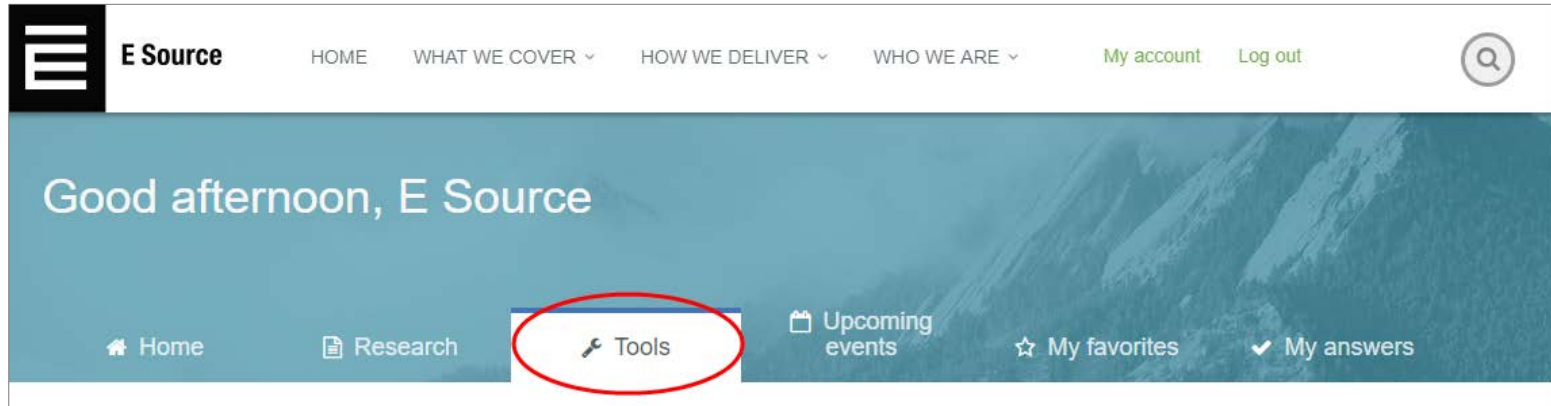 E Source HOME WHAT WE COVER HOW WE DELIVER WHO WE ARE My account Log out
Good afternoon, E Source
Home Research Tools Upcoming events My favorites My answers